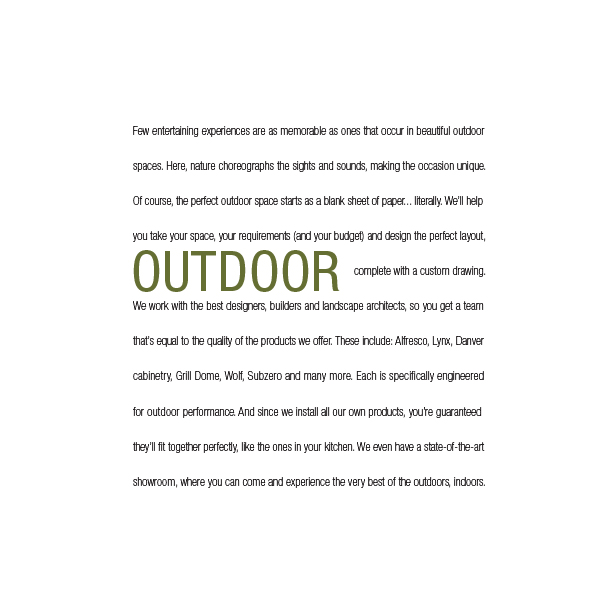 Few entertaining experiences are as memorable as ones that occur in beautiful outdoor
spaces. Here, nature choreographs the sights and sounds, making the occasion unique.
Of course, the perfect outdoor space starts as a blank sheet of paper... literally. We'll help
you take your space, your requirements (and your budget) and design the perfect layout,
OUTDOOR complete with a custom drawing.
We work with the best designers, builders and landscape architects, so you get a team
that's equal to the quality of the products we offer. These include: Alfresco, Lynx, Danver
cabinetry, Grill Dome, Wolf, Subzero and many more. Each is specifically engineered
for outdoor performance. And since we install all our own products, you're guaranteed
they'll fit together perfectly, like the ones in your kitchen. We even have a state-of-the-art
showroom, where you can come and experience the very best of the outdoors, indoors.